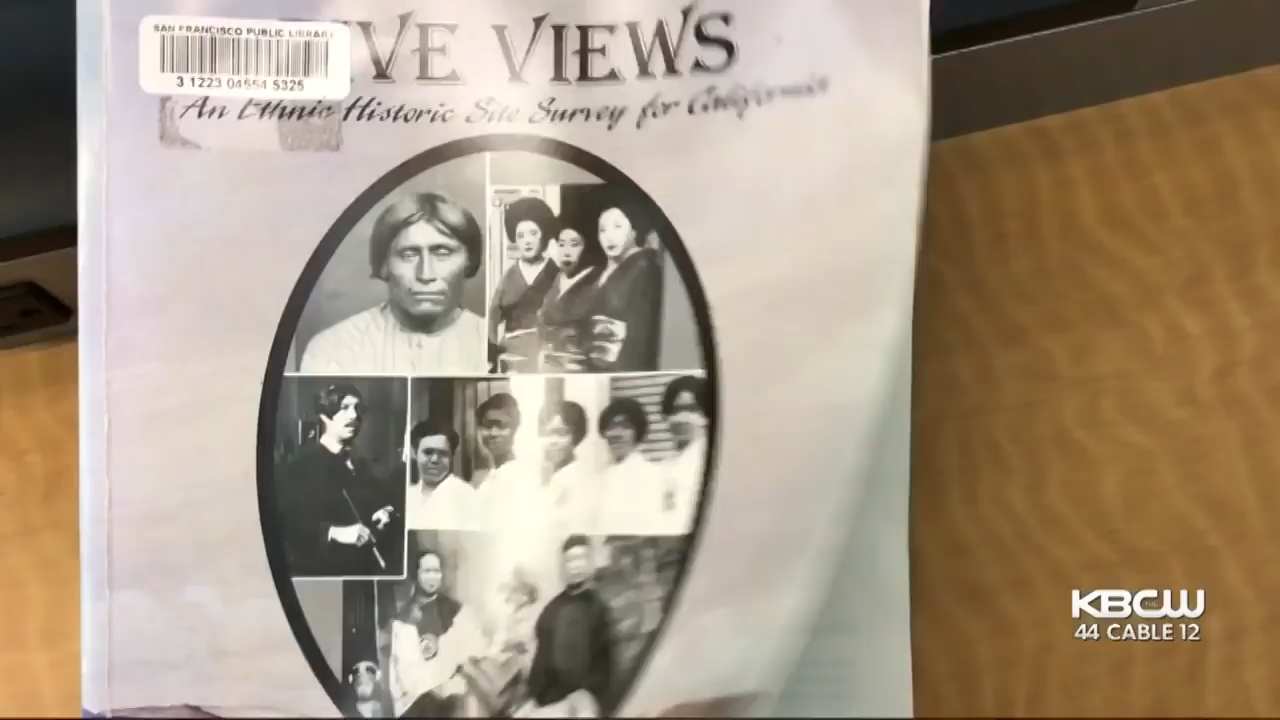 SAN FRANCISCO PUBLIC LIBRARY
3 1223 04554 5325
VE VIEWS
An Ethnic Historic Site Survey for California
KBCW
44 CABLE 12